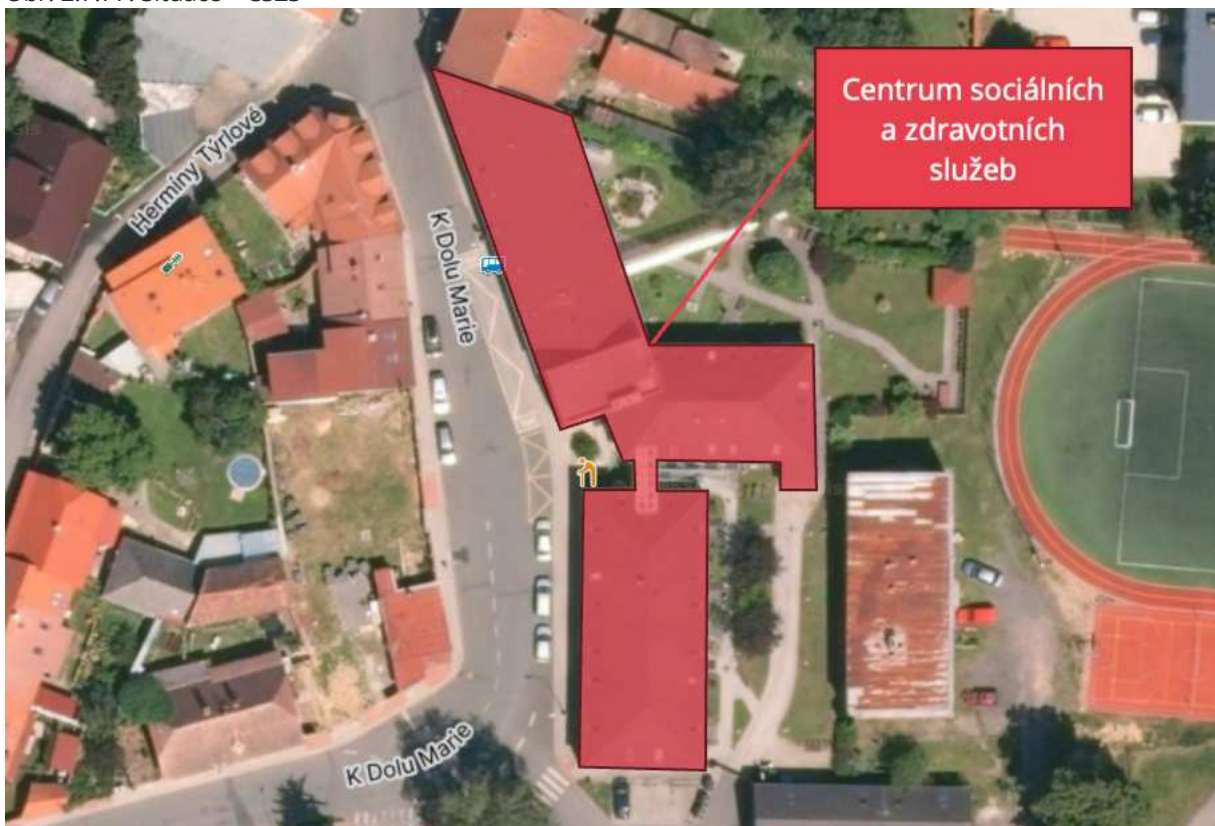 Centrum sociálních
a zdravotních
služeb
Hermíny Týrlové
K Dolu Marie
K Dolu Marie